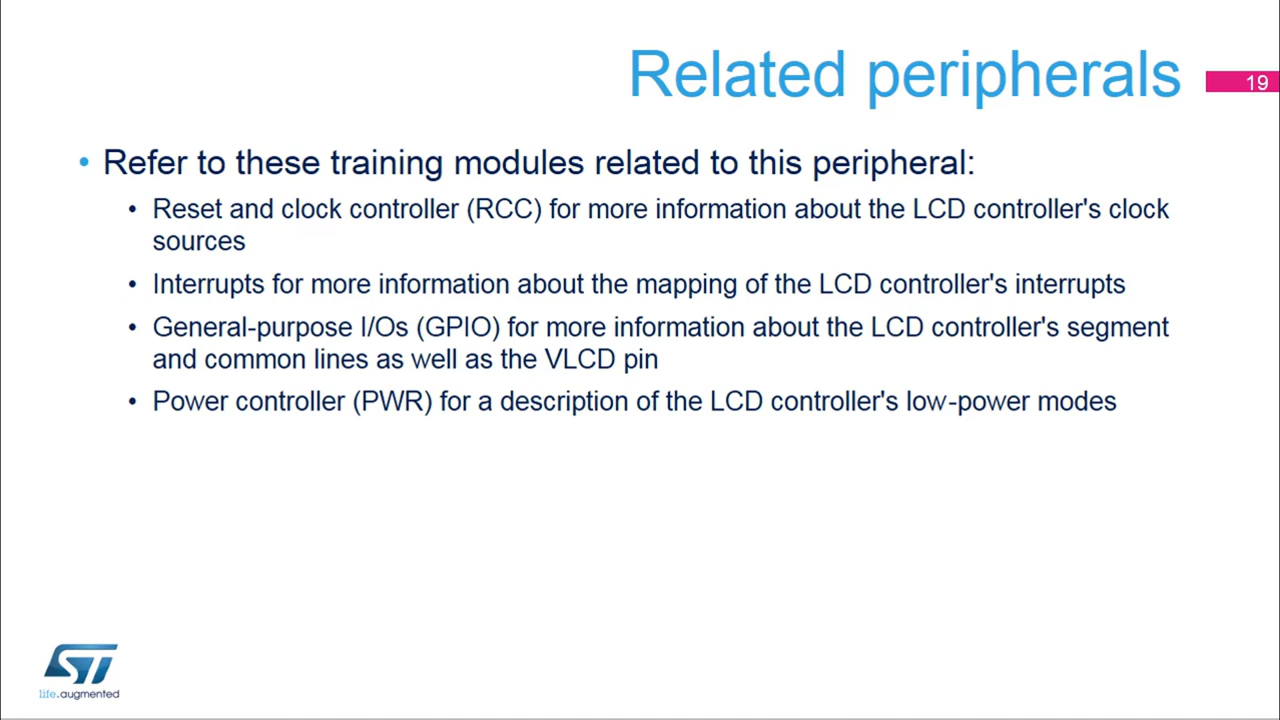 Related peripherals
19
• Refer to these training modules related to this peripheral:
• Reset and clock controller (RCC) for more information about the LCD controller's clock
sources
• Interrupts for more information about the mapping of the LCD controller's interrupts
• General-purpose I/Os (GPIO) for more information about the LCD controller's segment
and common lines as well as the VLCD pin
• Power controller (PWR) for a description of the LCD controller's low-power modes
ST
life.augmented